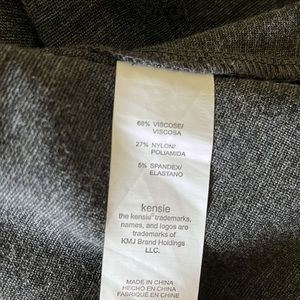 68% VISCOSE/
VISCOSA
27% NYLON/
POLIAMIDA
5% SPANDEX/
ELASTANO
kensie
the kensie® trademarks,
names, and logos are
trademarks of
KMJ Brand Holdings
LLC.
MADE IN CHINA
HECHO EN CHINA
FABRIQUÉ EN CHINE